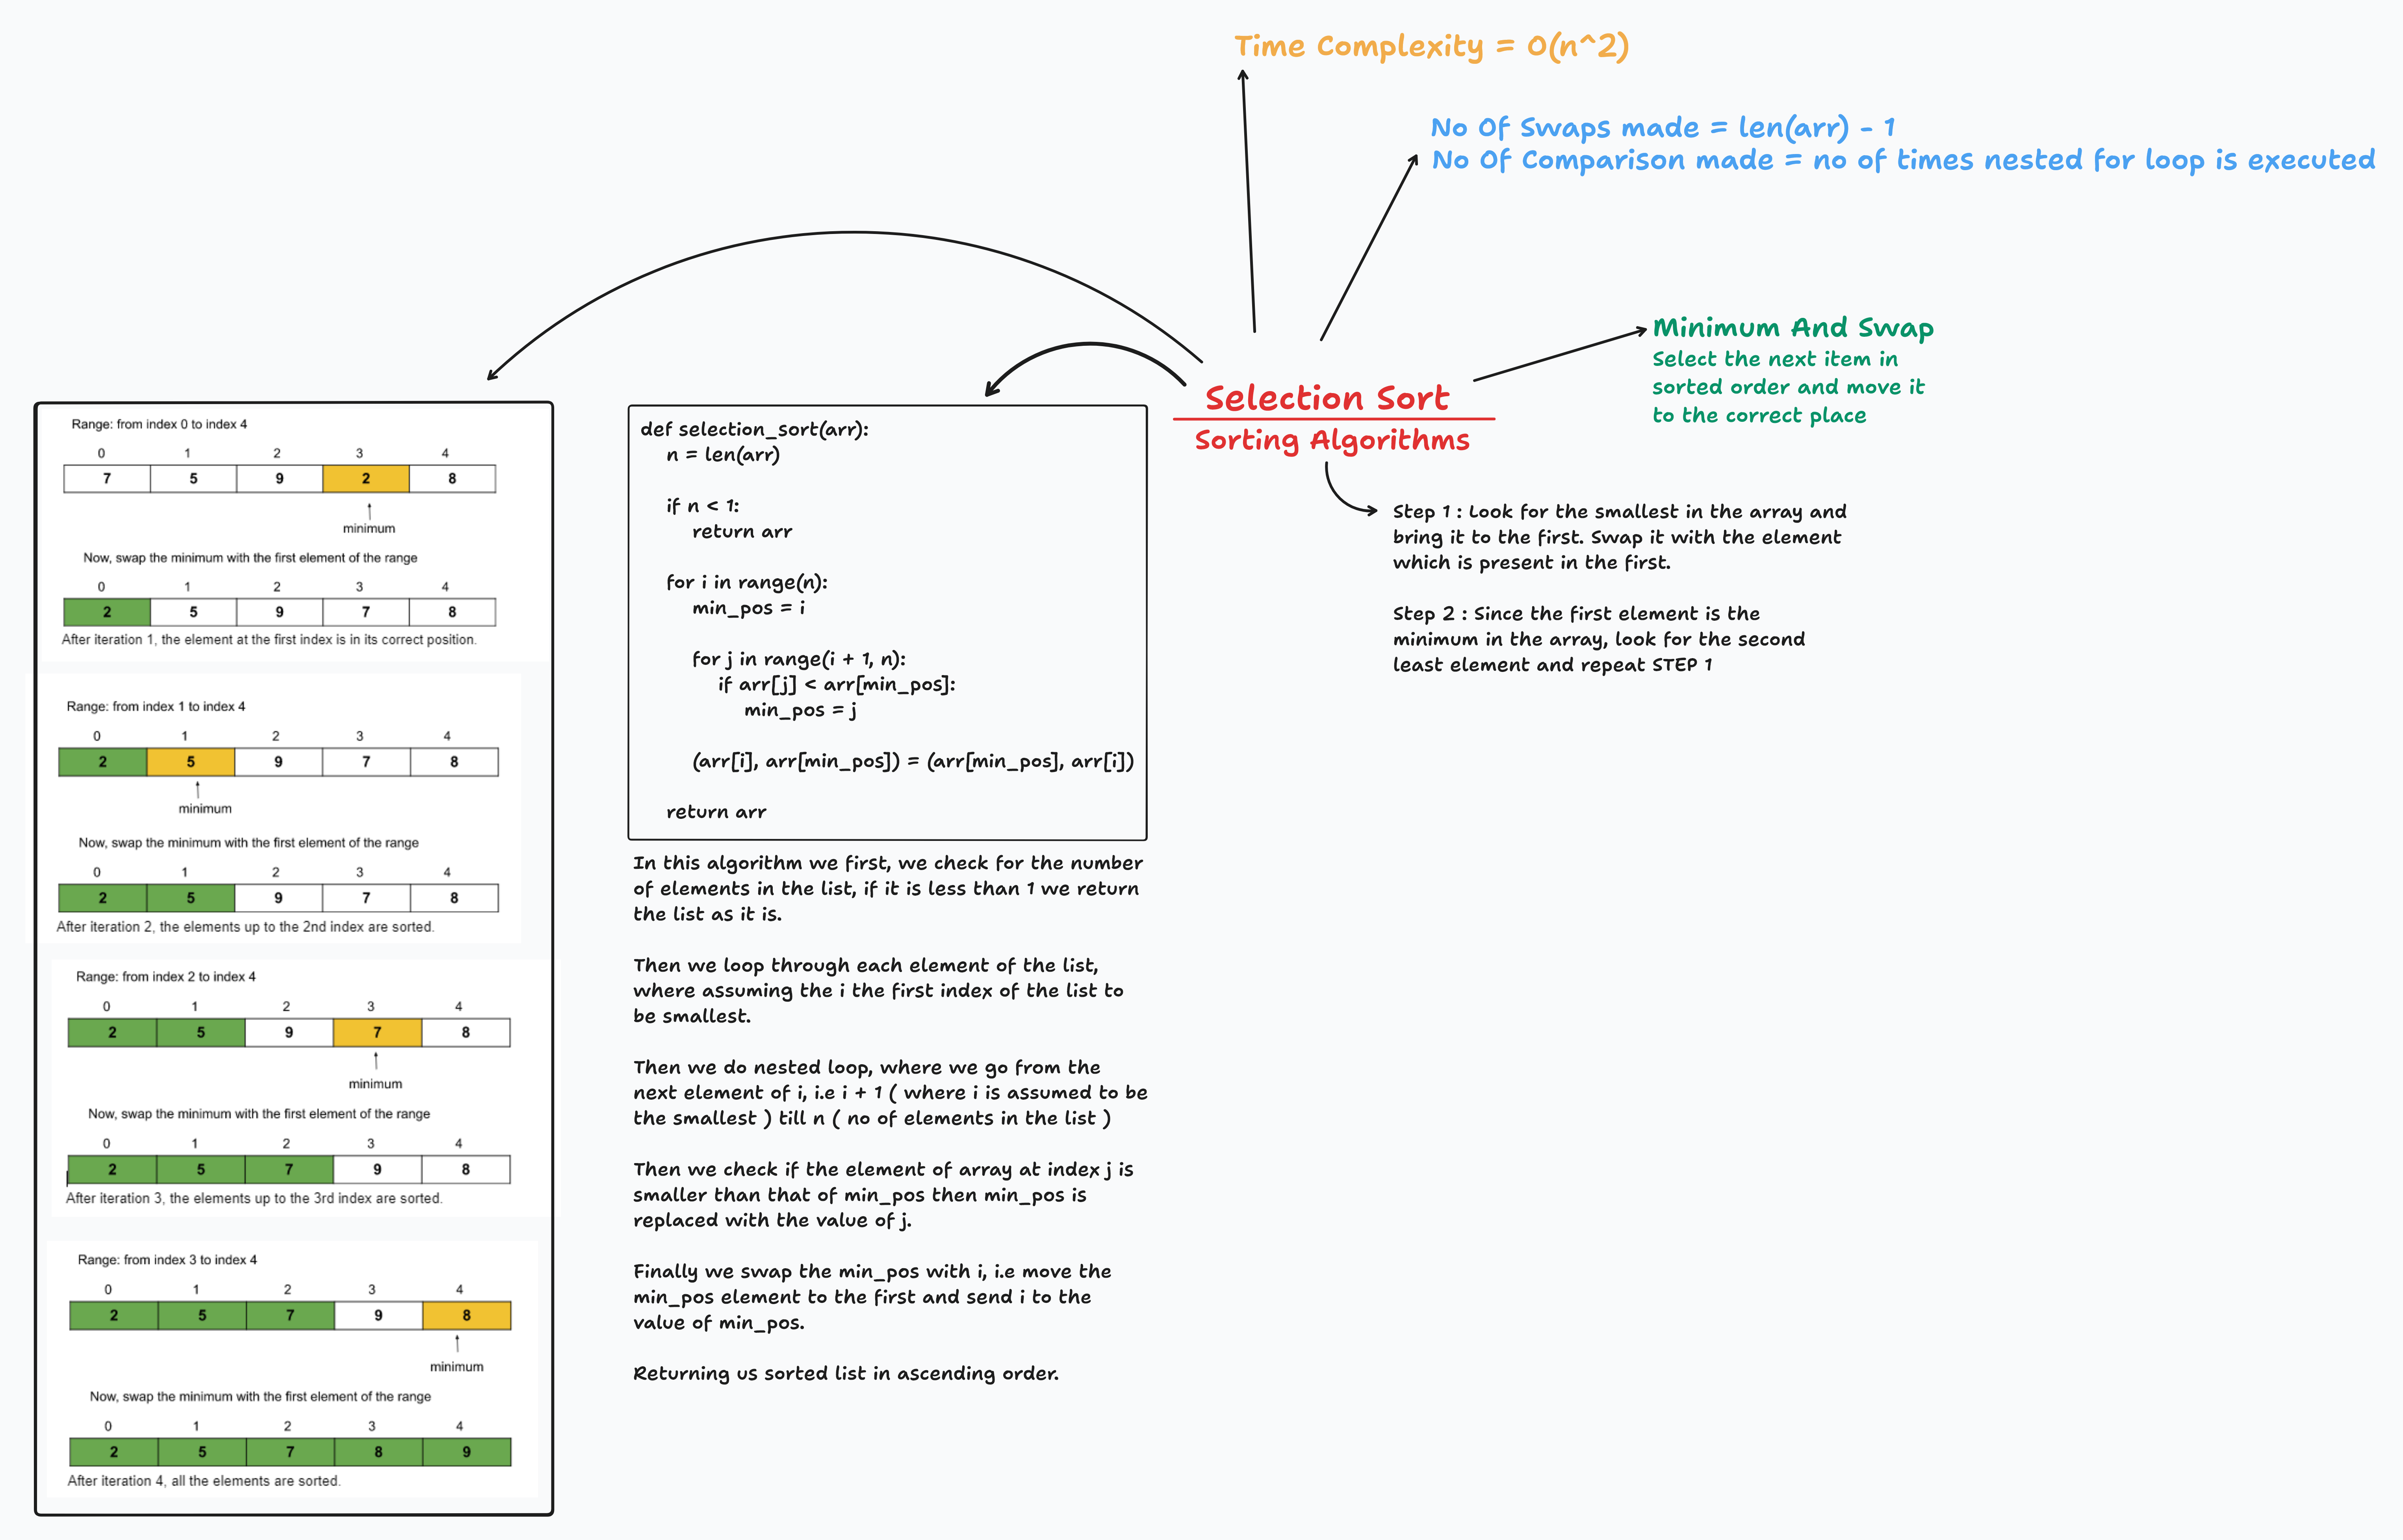 Time Complexity = O(n^2)
No Of Swaps made = len(arr) - 1
No Of Comparison made = no of times nested for loop is executed
Minimum And Swap
Select the next item in
sorted order and move it
to the correct place
Selection Sort
Sorting Algorithms
Step 1 : Look for the smallest in the array and
bring it to the first. Swap it with the element
which is present in the first.
Step 2 : Since the first element is the
minimum in the array, look for the second
least element and repeat STEP 1
def selection_sort(arr):
n = len(arr)
if n < 1:
return arr
for i in range(n):
min_pos = i
for j in range(i + 1, n):
if arr[j] < arr[min_pos]:
min_pos = j
(arr[i], arr[min_pos]) = (arr[min_pos], arr[i])
return arr
In this algorithm we first, we check for the number
of elements in the list, if it is less than 1 we return
the list as it is.
Then we loop through each element of the list,
where assuming the i the first index of the list to
be smallest.
Then we do nested loop, where we go from the
next element of i, i.e i + 1 ( where i is assumed to be
the smallest ) till n ( no of elements in the list )
Then we check if the element of array at index j is
smaller than that of min_pos then min_pos is
replaced with the value of j.
Finally we swap the min_pos with i, i.e move the
min_pos element to the first and send i to the
value of min_pos.
Returning us sorted list in ascending order.
Range: from index 0 to index 4
0 1 2 3 4
7 5 9 2 8
minimum
Now, swap the minimum with the first element of the range
0 1 2 3 4
2 5 9 7 8
After iteration 1, the element at the first index is in its correct position.
Range: from index 1 to index 4
0 1 2 3 4
2 5 9 7 8
minimum
Now, swap the minimum with the first element of the range
0 1 2 3 4
2 5 9 7 8
After iteration 2, the elements up to the 2nd index are sorted.
Range: from index 2 to index 4
0 1 2 3 4
2 5 9 7 8
minimum
Now, swap the minimum with the first element of the range
0 1 2 3 4
2 5 7 9 8
After iteration 3, the elements up to the 3rd index are sorted.
Range: from index 3 to index 4
0 1 2 3 4
2 5 7 9 8
minimum
Now, swap the minimum with the first element of the range
0 1 2 3 4
2 5 7 8 9
After iteration 4, all the elements are sorted.